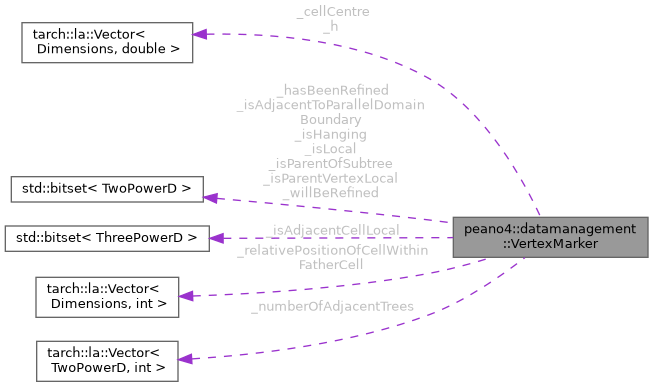 _cellCentre
_h
tarch::la::Vector<
Dimensions, double >
_hasBeenRefined
_isAdjacentToParallelDomain
Boundary
_isHanging
_isLocal
_isParentOfSubtree
_isParentVertexLocal
_willBeRefined
std::bitset< TwoPowerD >
_isAdjacentCellLocal
std::bitset< ThreePowerD >
peano4::datamanagement
::VertexMarker
_relativePositionOfCellWithin
FatherCell
tarch::la::Vector<
Dimensions, int >
_numberOfAdjacentTrees
tarch::la::Vector<
TwoPowerD, int >